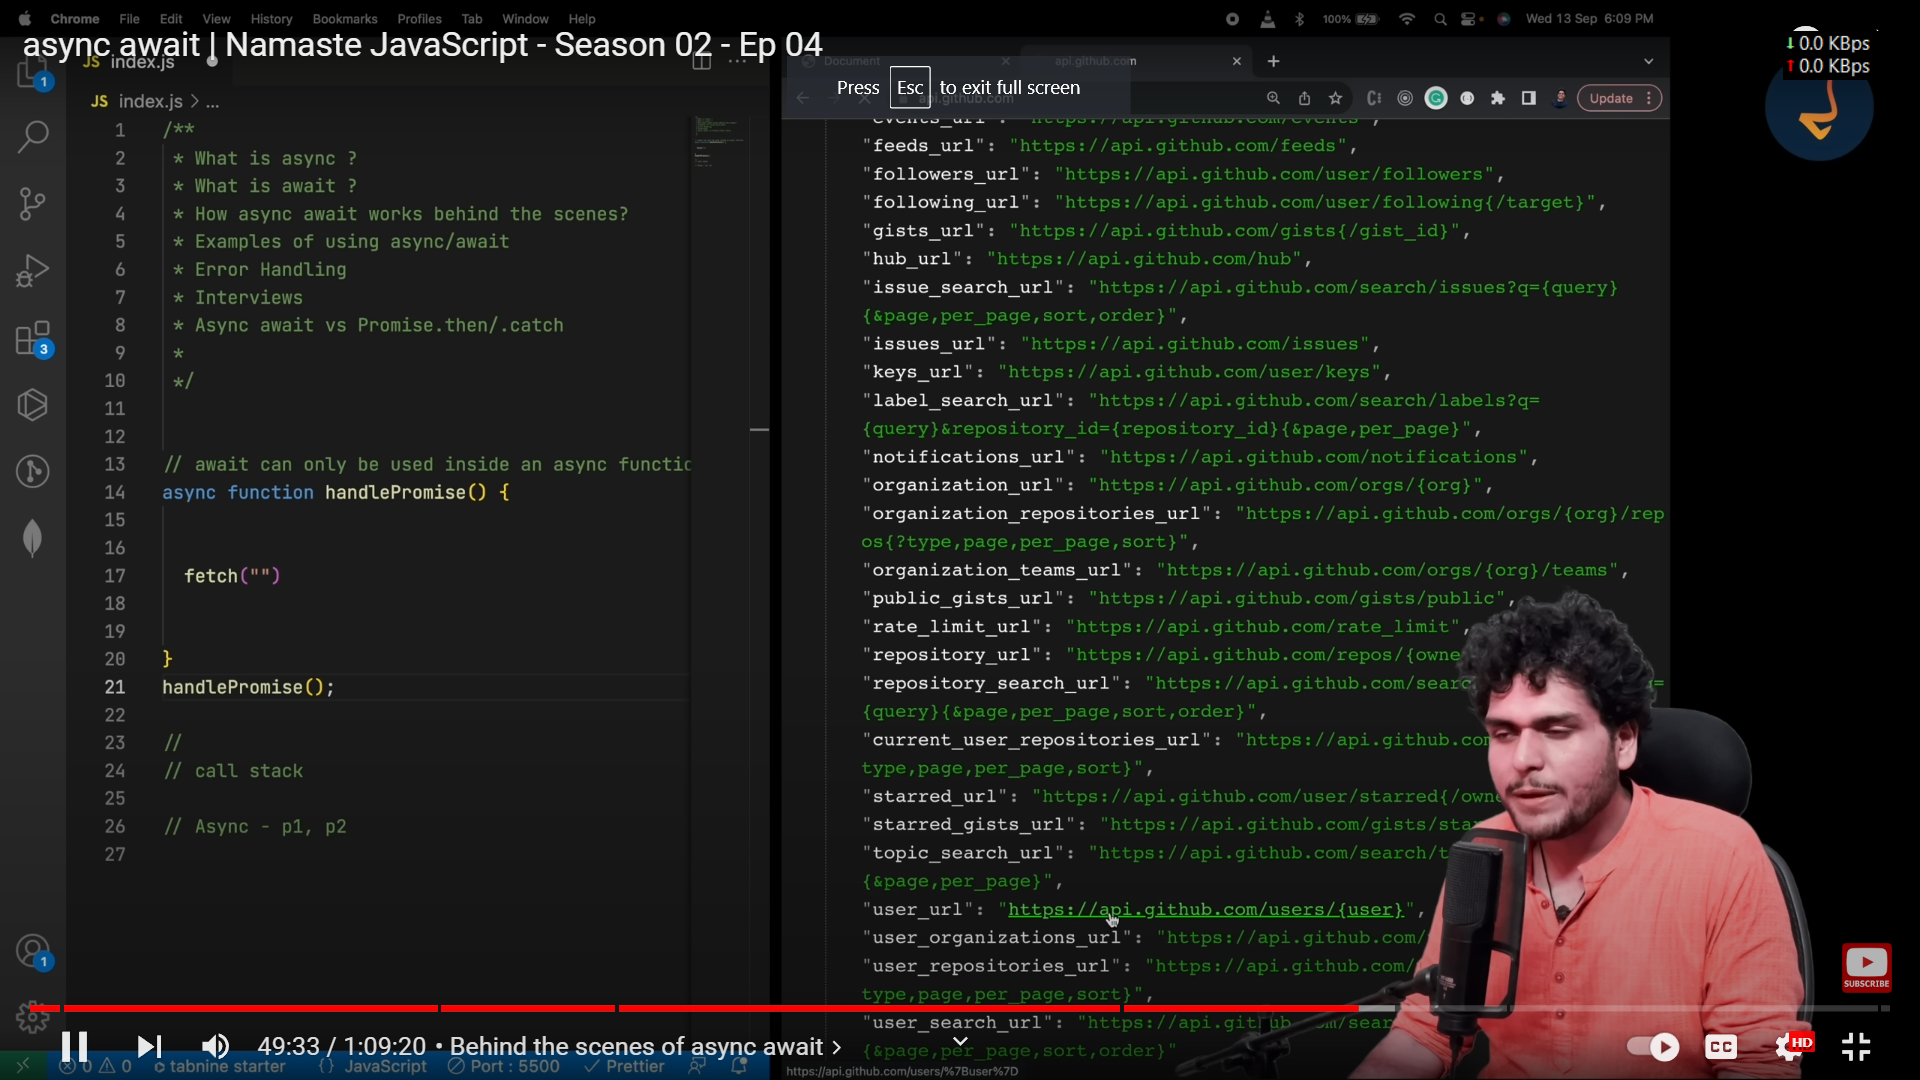 Chrome File Edit View History Bookmarks Profiles Tab Window Help
100% Wed 13 Sep 6:09 PM
async await | Namaste JavaScript - Season 02 - Ep 04
0.0 KBps
0.0 KBps
JS index.js
Document
api.github.com
Press Esc to exit full screen
api.github.com
Update
1
JS index.js > ...
1 /**
2 * What is async ?
3 * What is await ?
4 * How async await works behind the scenes?
5 * Examples of using async/await
6 * Error Handling
7 * Interviews
8 * Async await vs Promise.then/.catch
9 *
10 */
11
12
13 // await can only be used inside an async functio
14 async function handlePromise() {
15
16
17 fetch("")
18
19
20 }
21 handlePromise();
22
23 //
24 // call stack
25
26 // Async - p1, p2
27
3
1
"events_url": "https://api.github.com/events",
"feeds_url": "https://api.github.com/feeds",
"followers_url": "https://api.github.com/user/followers",
"following_url": "https://api.github.com/user/following{/target}",
"gists_url": "https://api.github.com/gists{/gist_id}",
"hub_url": "https://api.github.com/hub",
"issue_search_url": "https://api.github.com/search/issues?q={query}
{&page,per_page,sort,order}",
"issues_url": "https://api.github.com/issues",
"keys_url": "https://api.github.com/user/keys",
"label_search_url": "https://api.github.com/search/labels?q=
{query}&repository_id={repository_id}{&page,per_page}",
"notifications_url": "https://api.github.com/notifications",
"organization_url": "https://api.github.com/orgs/{org}",
"organization_repositories_url": "https://api.github.com/orgs/{org}/rep
os{?type,page,per_page,sort}",
"organization_teams_url": "https://api.github.com/orgs/{org}/teams",
"public_gists_url": "https://api.github.com/gists/public",
"rate_limit_url": "https://api.github.com/rate_limit",
"repository_url": "https://api.github.com/repos/{owne
"repository_search_url": "https://api.github.com/searc =
{query}{&page,per_page,sort,order}",
"current_user_repositories_url": "https://api.github.com
type,page,per_page,sort}",
"starred_url": "https://api.github.com/user/starred{/owne
"starred_gists_url": "https://api.github.com/gists/sta
"topic_search_url": "https://api.github.com/search/t
{&page,per_page}",
"user_url": "https://api.github.com/users/{user}",
"user_organizations_url": "https://api.github.com/
"user_repositories_url": "https://api.github.com/
type,page,per_page,sort}",
"user_search_url": "https://api.github.com/sear
{&page,per_page,sort,order}"
https://api.github.com/users/%7Buser%7D
SUBSCRIBE
49:33 / 1:09:20 • Behind the scenes of async await >
CC
HD
0 0 tabnine starter {} JavaScript Port : 5500 Prettier